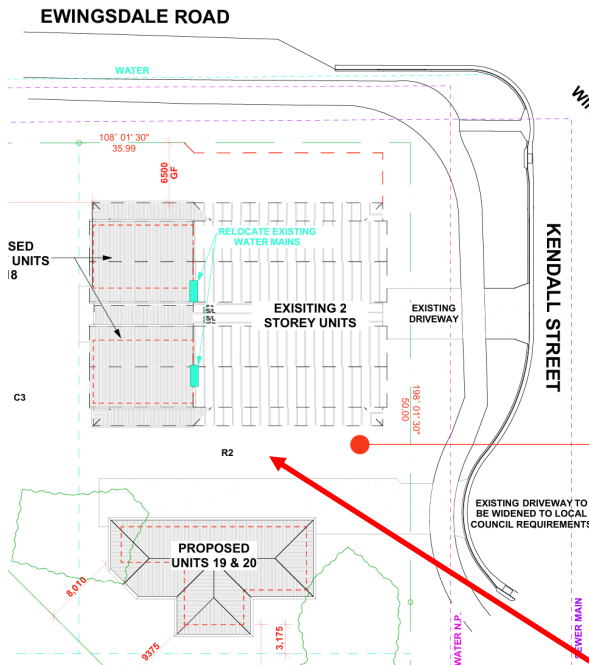 EWINGSDALE ROAD
WATER
108° 01' 30"
35.99
6500
GF
SED
UNITS
RELOCATE EXISTING
WATER MAINS
S/L
S/L
EXISITING 2
STOREY UNITS
EXISTING
DRIVEWAY
KENDALL STREET
C3
198° 01' 30"
50.00
R2
EXISTING DRIVEWAY TO
BE WIDENED TO LOCAL
COUNCIL REQUIREMENTS
PROPOSED
UNITS 19 & 20
8,010
9375
3,175
WATER N.P.
SEWER MAIN